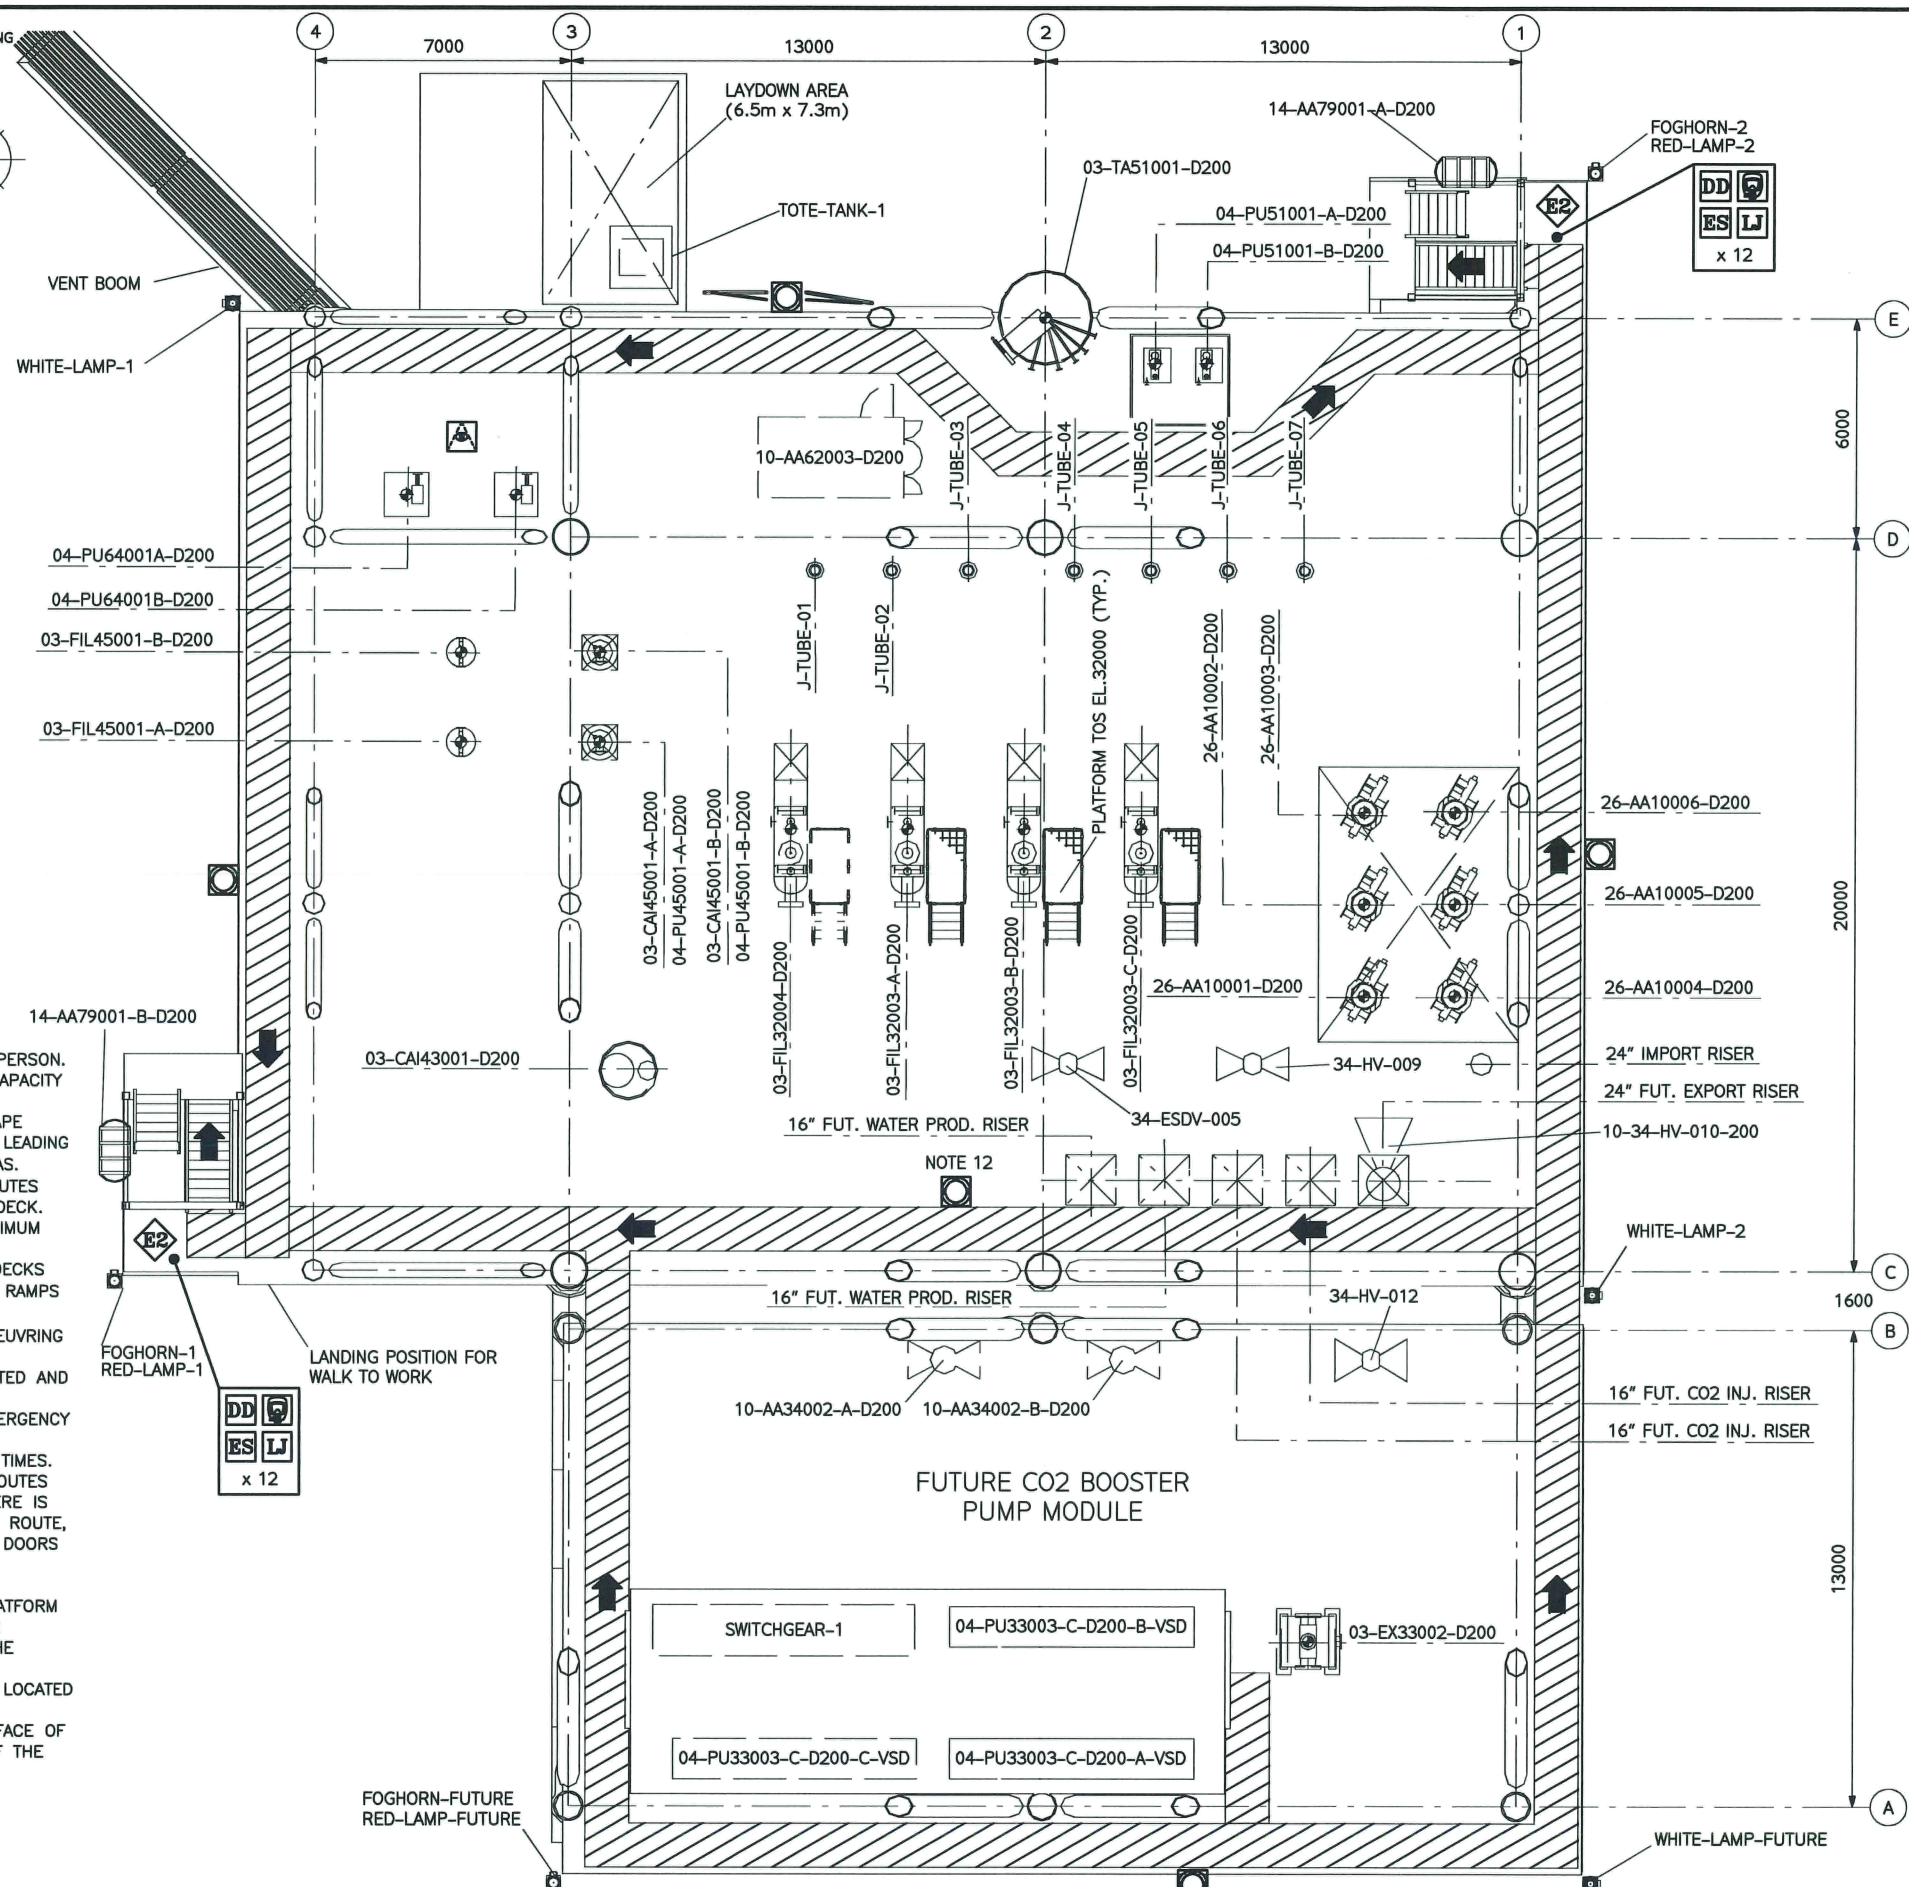 NG
4
3
2
1
7000
13000
13000
LAYDOWN AREA
(6.5m x 7.3m)
14-AA79001-A-D200
FOGHORN-2
RED-LAMP-2
03-TA51001-D200
DD
E2
ES LJ
x 12
TOTE-TANK-1
04-PU51001-A-D200
04-PU51001-B-D200
VENT BOOM
E
WHITE-LAMP-1
6000
10-AA62003-D200
J-TUBE-03
J-TUBE-04
J-TUBE-05
J-TUBE-06
J-TUBE-07
D
04-PU64001A-D200
04-PU64001B-D200
03-FIL45001-B-D200
03-FIL45001-A-D200
J-TUBE-01
J-TUBE-02
PLATFORM TOS EL.32000 (TYP.)
26-AA10002-D200
26-AA10003-D200
03-CAI45001-A-D200
04-PU45001-A-D200
03-CAI45001-B-D200
04-PU45001-B-D200
26-AA10006-D200
26-AA10005-D200
20000
03-FIL32004-D200
03-FIL32003-A-D200
03-FIL32003-B-D200
03-FIL32003-C-D200
26-AA10001-D200
26-AA10004-D200
14-AA79001-B-D200
PERSON.
APACITY
APE
LEADING
AS.
UTES
DECK.
IMUM
DECKS
RAMPS
EUVRING
TED AND
ERGENCY
TIMES.
OUTES
ERE IS
ROUTE,
DOORS
ATFORM
HE
LOCATED
FACE OF
F THE
03-CAI43001-D200
34-HV-009
24" IMPORT RISER
24" FUT. EXPORT RISER
34-ESDV-005
16" FUT. WATER PROD. RISER
10-34-HV-010-200
NOTE 12
E2
WHITE-LAMP-2
C
1600
16" FUT. WATER PROD. RISER
34-HV-012
B
FOGHORN-1
RED-LAMP-1
LANDING POSITION FOR
WALK TO WORK
DD
ES LJ
x 12
10-AA34002-A-D200
10-AA34002-B-D200
16" FUT. CO2 INJ. RISER
16" FUT. CO2 INJ. RISER
FUTURE CO2 BOOSTER
PUMP MODULE
13000
SWITCHGEAR-1
04-PU33003-C-D200-B-VSD
03-EX33002-D200
04-PU33003-C-D200-C-VSD
04-PU33003-C-D200-A-VSD
FOGHORN-FUTURE
RED-LAMP-FUTURE
A
WHITE-LAMP-FUTURE